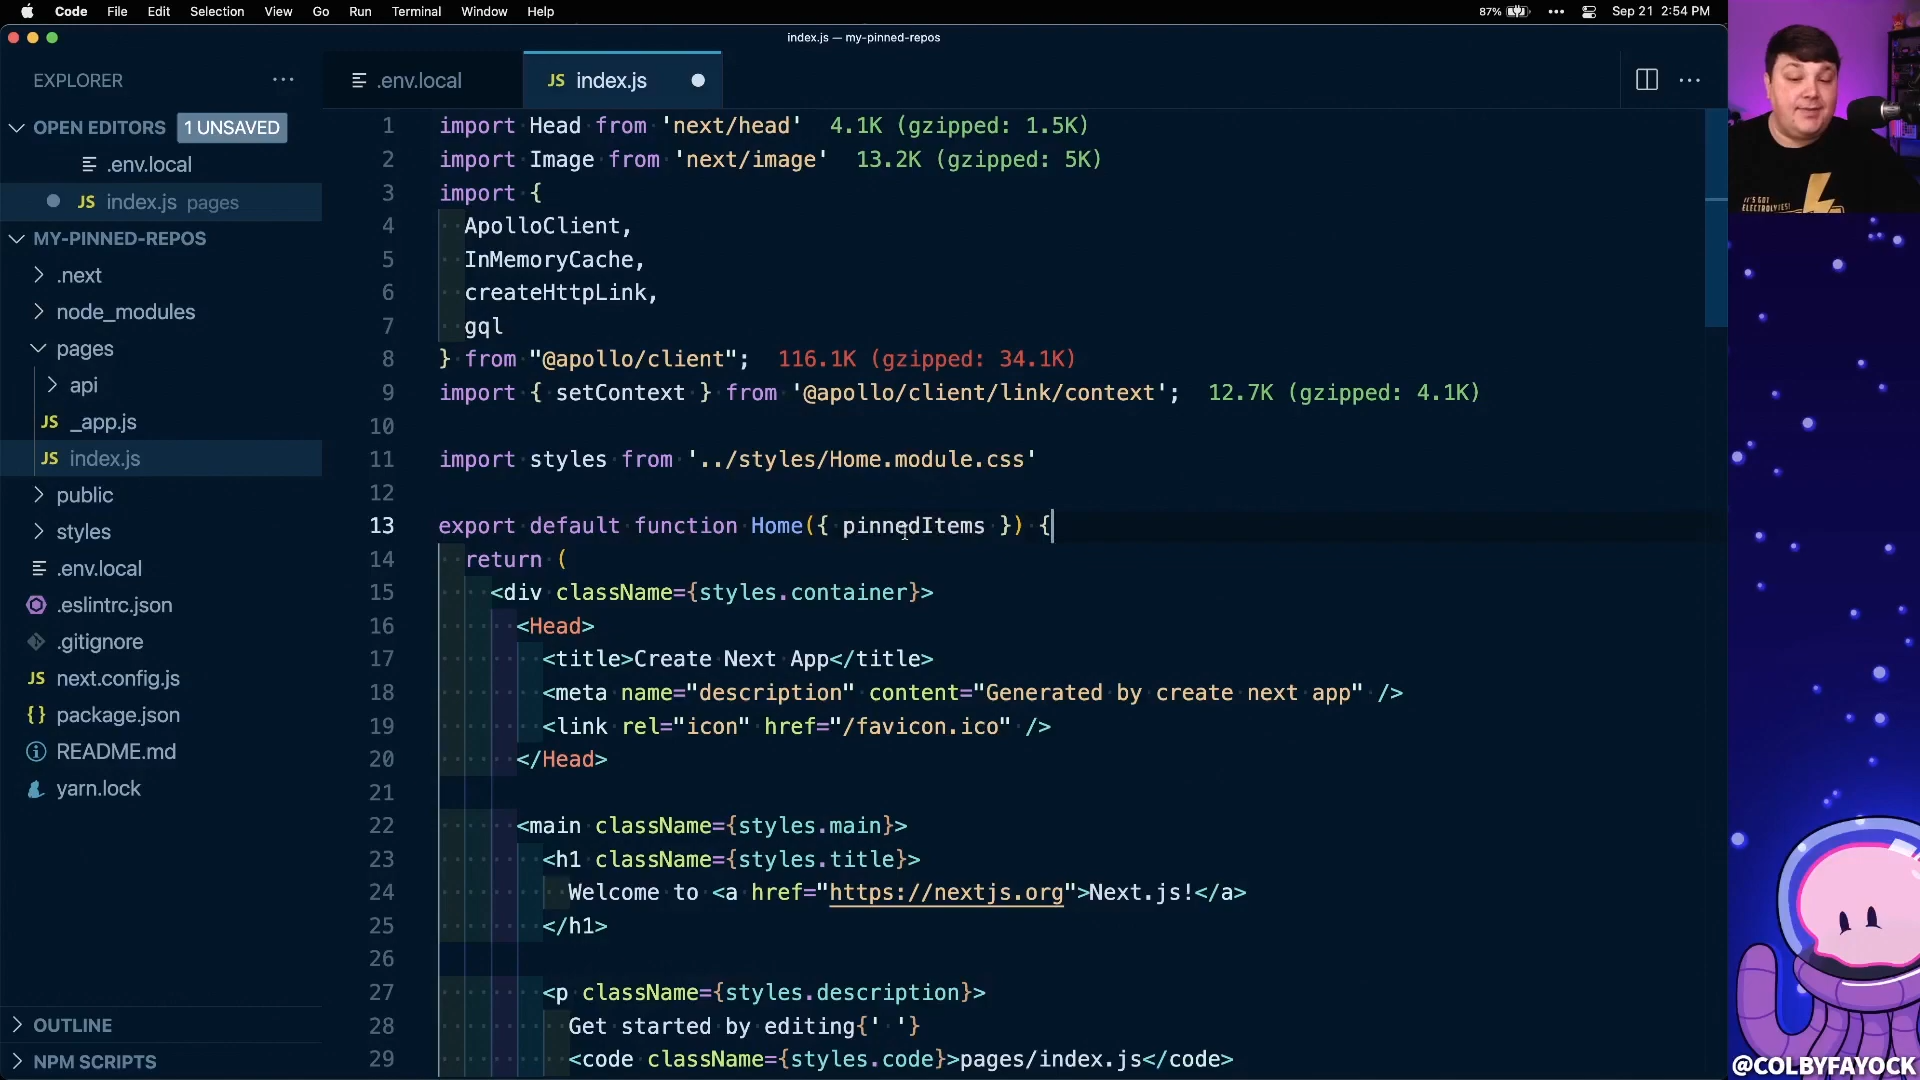 Code File Edit Selection View Go Run Terminal Window Help
87% Sep 21 2:54 PM
index.js — my-pinned-repos
EXPLORER
.env.local
JS index.js
OPEN EDITORS 1 UNSAVED
.env.local
JS index.js pages
MY-PINNED-REPOS
.next
node_modules
pages
api
JS _app.js
JS index.js
public
styles
.env.local
.eslintrc.json
.gitignore
JS next.config.js
{} package.json
README.md
yarn.lock
OUTLINE
NPM SCRIPTS
1 import Head from 'next/head' 4.1K (gzipped: 1.5K)
2 import Image from 'next/image' 13.2K (gzipped: 5K)
3 import {
4 ApolloClient,
5 InMemoryCache,
6 createHttpLink,
7 gql
8 } from "@apollo/client"; 116.1K (gzipped: 34.1K)
9 import { setContext } from '@apollo/client/link/context'; 12.7K (gzipped: 4.1K)
10
11 import styles from '../styles/Home.module.css'
12
13 export default function Home({ pinnedItems }) {
14 return (
15 <div className={styles.container}>
16 <Head>
17 <title>Create Next App</title>
18 <meta name="description" content="Generated by create next app" />
19 <link rel="icon" href="/favicon.ico" />
20 </Head>
21
22 <main className={styles.main}>
23 <h1 className={styles.title}>
24 Welcome to <a href="https://nextjs.org">Next.js!</a>
25 </h1>
26
27 <p className={styles.description}>
28 Get started by editing{' '}
29 <code className={styles.code}>pages/index.js</code>
IT'S GOT
ELECTROLYTES!
@COLBYFAYOCK